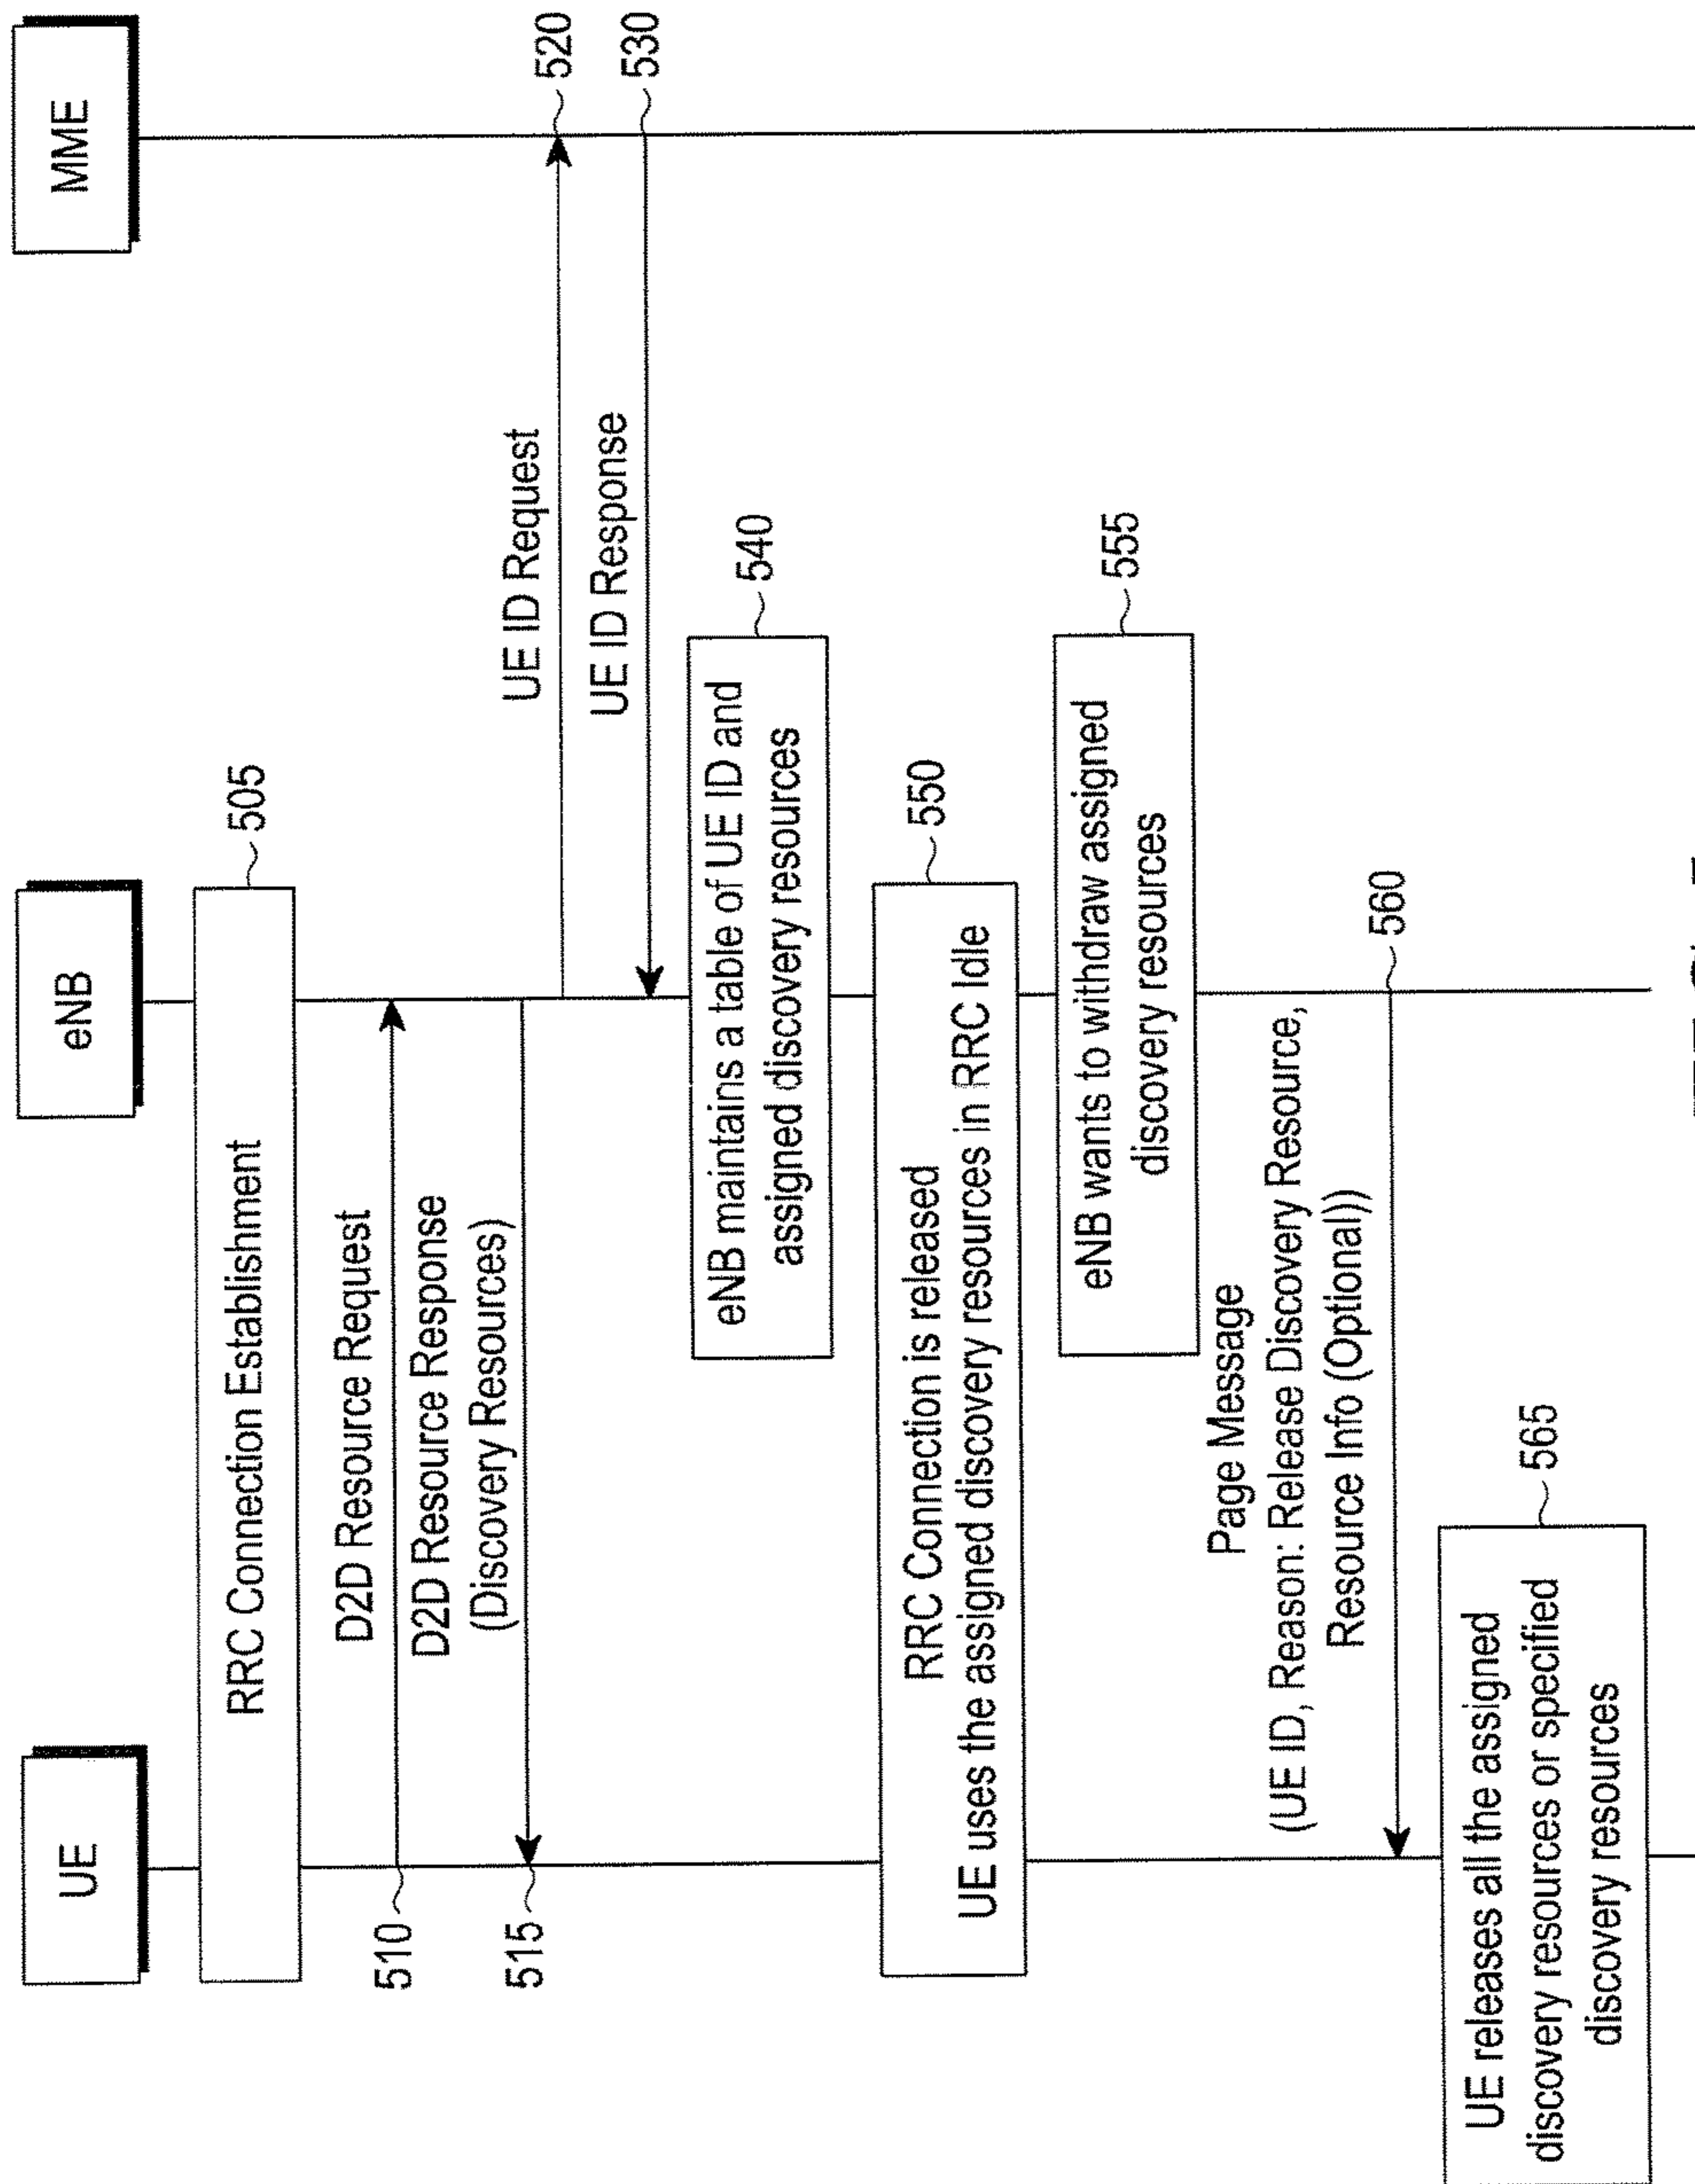 UE
eNB
MME
RRC Connection Establishment
505
D2D Resource Request
510
D2D Resource Response
(Discovery Resources)
515
UE ID Request
520
UE ID Response
530
eNB maintains a table of UE ID and
assigned discovery resources
540
RRC Connection is released
UE uses the assigned discovery resources in RRC Idle
550
eNB wants to withdraw assigned
discovery resources
555
Page Message
(UE ID, Reason: Release Discovery Resource,
Resource Info (Optional))
560
UE releases all the assigned
discovery resources or specified
discovery resources
565